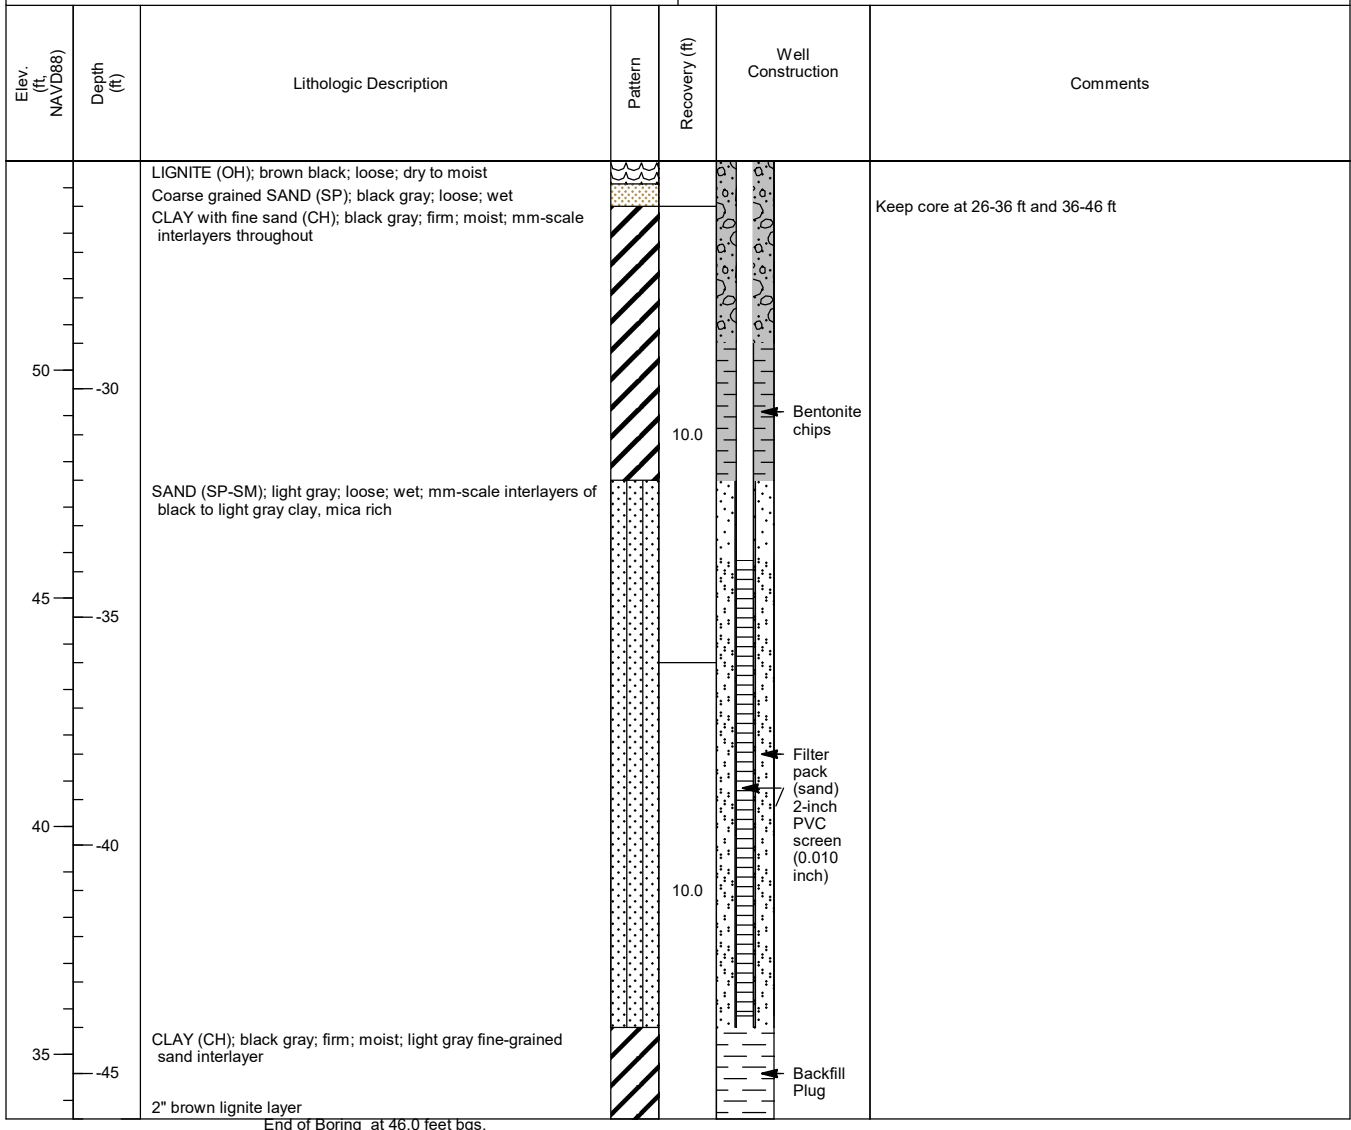 Elev.
(ft,
NAVD88)
Depth
(ft)
Lithologic Description
Pattern
Recovery (ft)
Well
Construction
Comments
LIGNITE (OH); brown black; loose; dry to moist
Coarse grained SAND (SP); black gray; loose; wet
CLAY with fine sand (CH); black gray; firm; moist; mm-scale
interlayers throughout
Keep core at 26-36 ft and 36-46 ft
50
-30
10.0
Bentonite
chips
SAND (SP-SM); light gray; loose; wet; mm-scale interlayers of
black to light gray clay, mica rich
45
-35
Filter
pack
(sand)
2-inch
PVC
screen
(0.010
inch)
40
-40
10.0
CLAY (CH); black gray; firm; moist; light gray fine-grained
sand interlayer
35
-45
Backfill
Plug
2" brown lignite layer
End of Boring at 46.0 feet bgs.